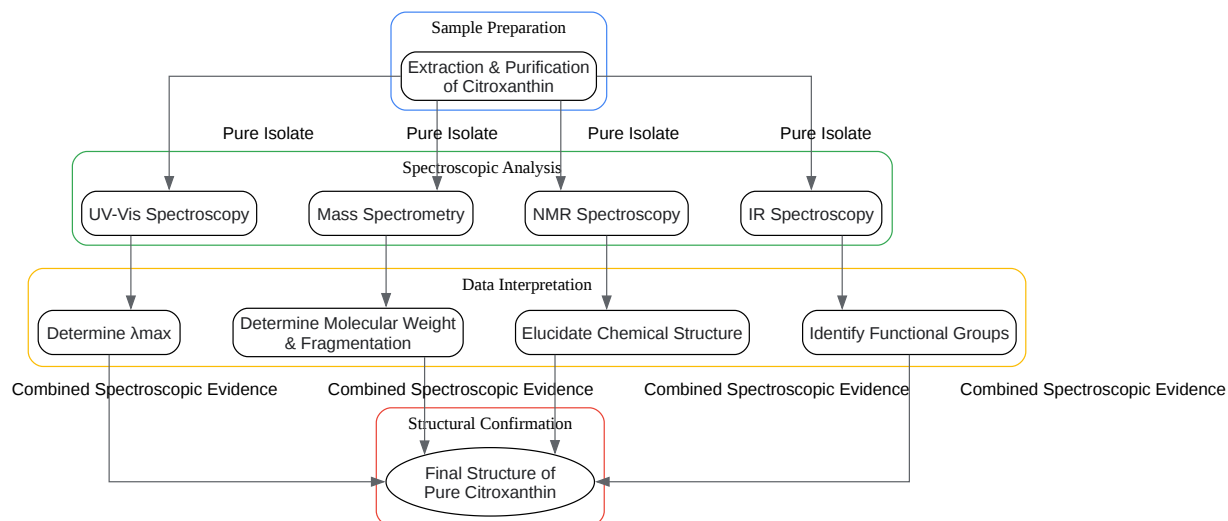 Sample Preparation
Extraction & Purification
of Citroxanthin
Pure Isolate
Pure Isolate
Pure Isolate
Pure Isolate
Spectroscopic Analysis
UV-Vis Spectroscopy
Mass Spectrometry
NMR Spectroscopy
IR Spectroscopy
Data Interpretation
Determine λmax
Determine Molecular Weight
& Fragmentation
Elucidate Chemical Structure
Identify Functional Groups
Combined Spectroscopic Evidence
Combined Spectroscopic Evidence
Combined Spectroscopic Evidence
Combined Spectroscopic Evidence
Structural Confirmation
Final Structure of
Pure Citroxanthin